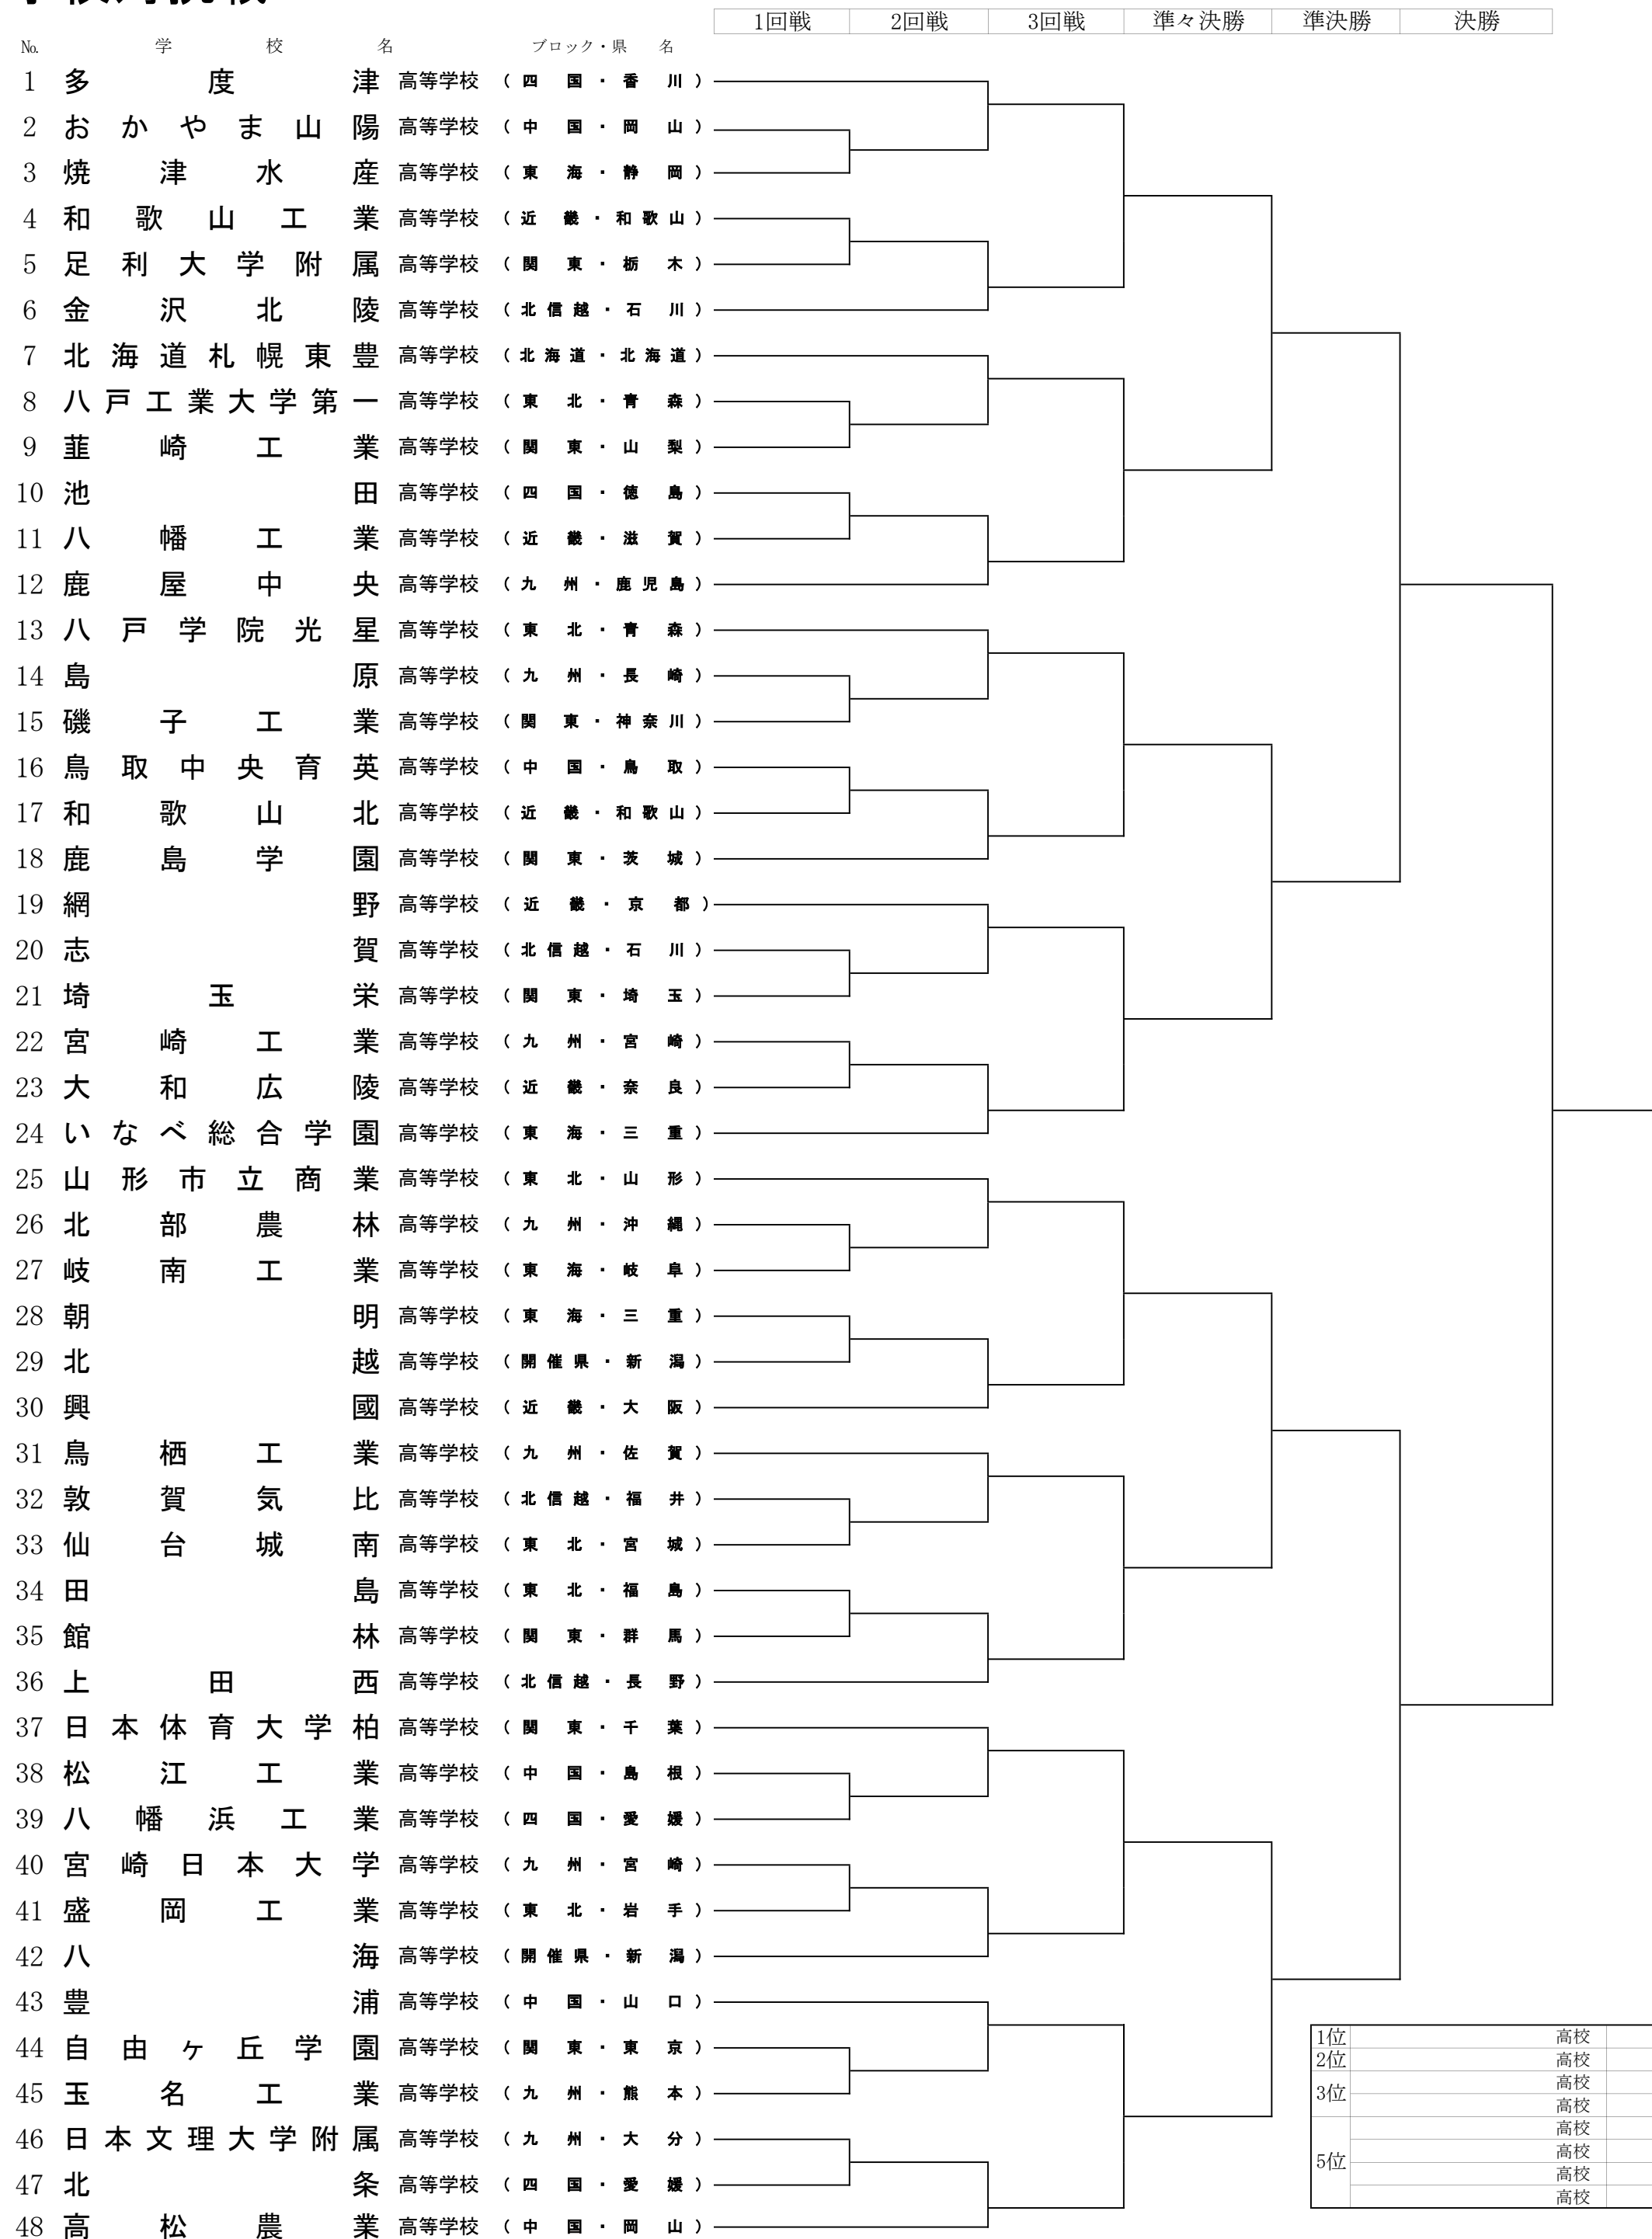 1回戦 2回戦 3回戦 準々決勝 準決勝 決勝
№ 学校名 ブロック・県名
1 多度津 高等学校 (四国・香川)
2 おかやま山陽 高等学校 (中国・岡山)
3 焼津水産 高等学校 (東海・静岡)
4 和歌山工業 高等学校 (近畿・和歌山)
5 足利大学附属 高等学校 (関東・栃木)
6 金沢北陵 高等学校 (北信越・石川)
7 北海道札幌東豊 高等学校 (北海道・北海道)
8 八戸工業大学第一 高等学校 (東北・青森)
9 韮崎工業 高等学校 (関東・山梨)
10 池田 高等学校 (四国・徳島)
11 八幡工業 高等学校 (近畿・滋賀)
12 鹿屋中央 高等学校 (九州・鹿児島)
13 八戸学院光星 高等学校 (東北・青森)
14 島原 高等学校 (九州・長崎)
15 磯子工業 高等学校 (関東・神奈川)
16 鳥取中央育英 高等学校 (中国・鳥取)
17 和歌山北 高等学校 (近畿・和歌山)
18 鹿島学園 高等学校 (関東・茨城)
19 網野 高等学校 (近畿・京都)
20 志賀 高等学校 (北信越・石川)
21 埼玉栄 高等学校 (関東・埼玉)
22 宮崎工業 高等学校 (九州・宮崎)
23 大和広陵 高等学校 (近畿・奈良)
24 いなべ総合学園 高等学校 (東海・三重)
25 山形市立商業 高等学校 (東北・山形)
26 北部農林 高等学校 (九州・沖縄)
27 岐南工業 高等学校 (東海・岐阜)
28 朝明 高等学校 (東海・三重)
29 北越 高等学校 (開催県・新潟)
30 興國 高等学校 (近畿・大阪)
31 鳥栖工業 高等学校 (九州・佐賀)
32 敦賀気比 高等学校 (北信越・福井)
33 仙台城南 高等学校 (東北・宮城)
34 田島 高等学校 (東北・福島)
35 館林 高等学校 (関東・群馬)
36 上田西 高等学校 (北信越・長野)
37 日本体育大学柏 高等学校 (関東・千葉)
38 松江工業 高等学校 (中国・島根)
39 八幡浜工業 高等学校 (四国・愛媛)
40 宮崎日本大学 高等学校 (九州・宮崎)
41 盛岡工業 高等学校 (東北・岩手)
42 八海 高等学校 (開催県・新潟)
43 豊浦 高等学校 (中国・山口)
44 自由ヶ丘学園 高等学校 (関東・東京)
45 玉名工業 高等学校 (九州・熊本)
46 日本文理大学附属 高等学校 (九州・大分)
47 北条 高等学校 (四国・愛媛)
48 高松農業 高等学校 (中国・岡山)
1位 高校
2位 高校
3位 高校
高校
5位 高校
高校
高校
高校